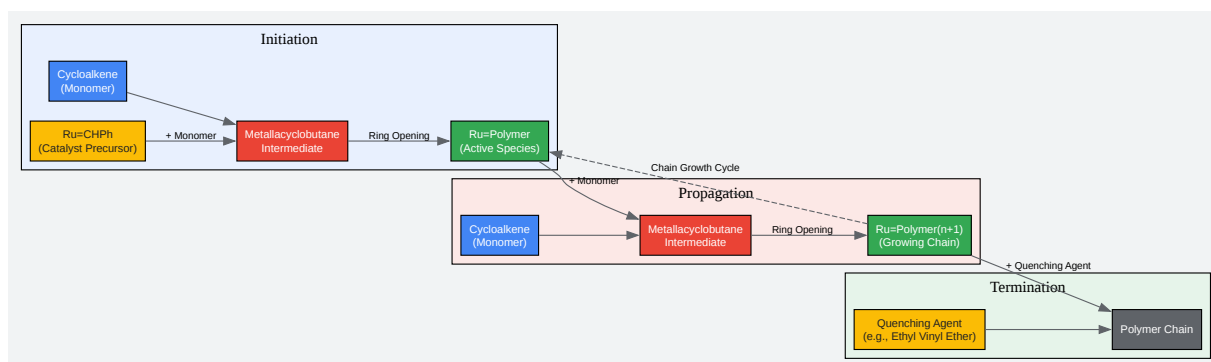 Initiation
Cycloalkene
(Monomer)
Ru=CHPh
(Catalyst Precursor)
+ Monomer
Metallacyclobutane
Intermediate
Ring Opening
Ru=Polymer
(Active Species)
Chain Growth Cycle
+ Monomer
Propagation
Cycloalkene
(Monomer)
Metallacyclobutane
Intermediate
Ring Opening
Ru=Polymer(n+1)
(Growing Chain)
+ Quenching Agent
Termination
Quenching Agent
(e.g., Ethyl Vinyl Ether)
Polymer Chain